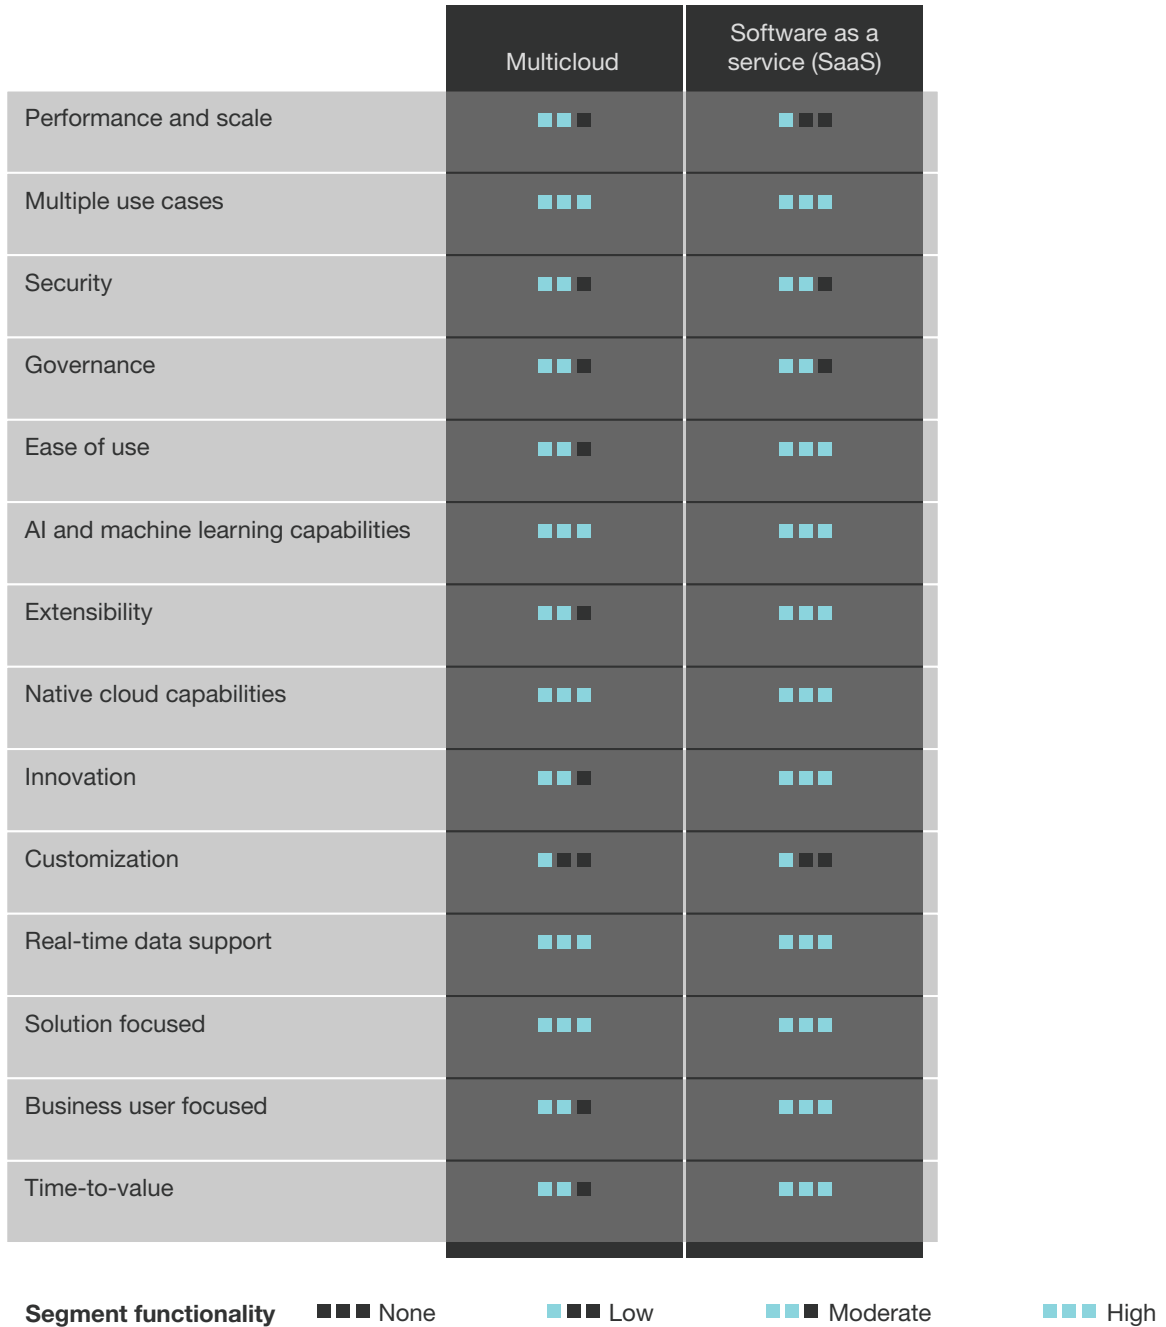 Multicloud
Software as a
service (SaaS)
Performance and scale
Multiple use cases
Security
Governance
Ease of use
AI and machine learning capabilities
Extensibility
Native cloud capabilities
Innovation
Customization
Real-time data support
Solution focused
Business user focused
Time-to-value
Segment functionality None Low Moderate High